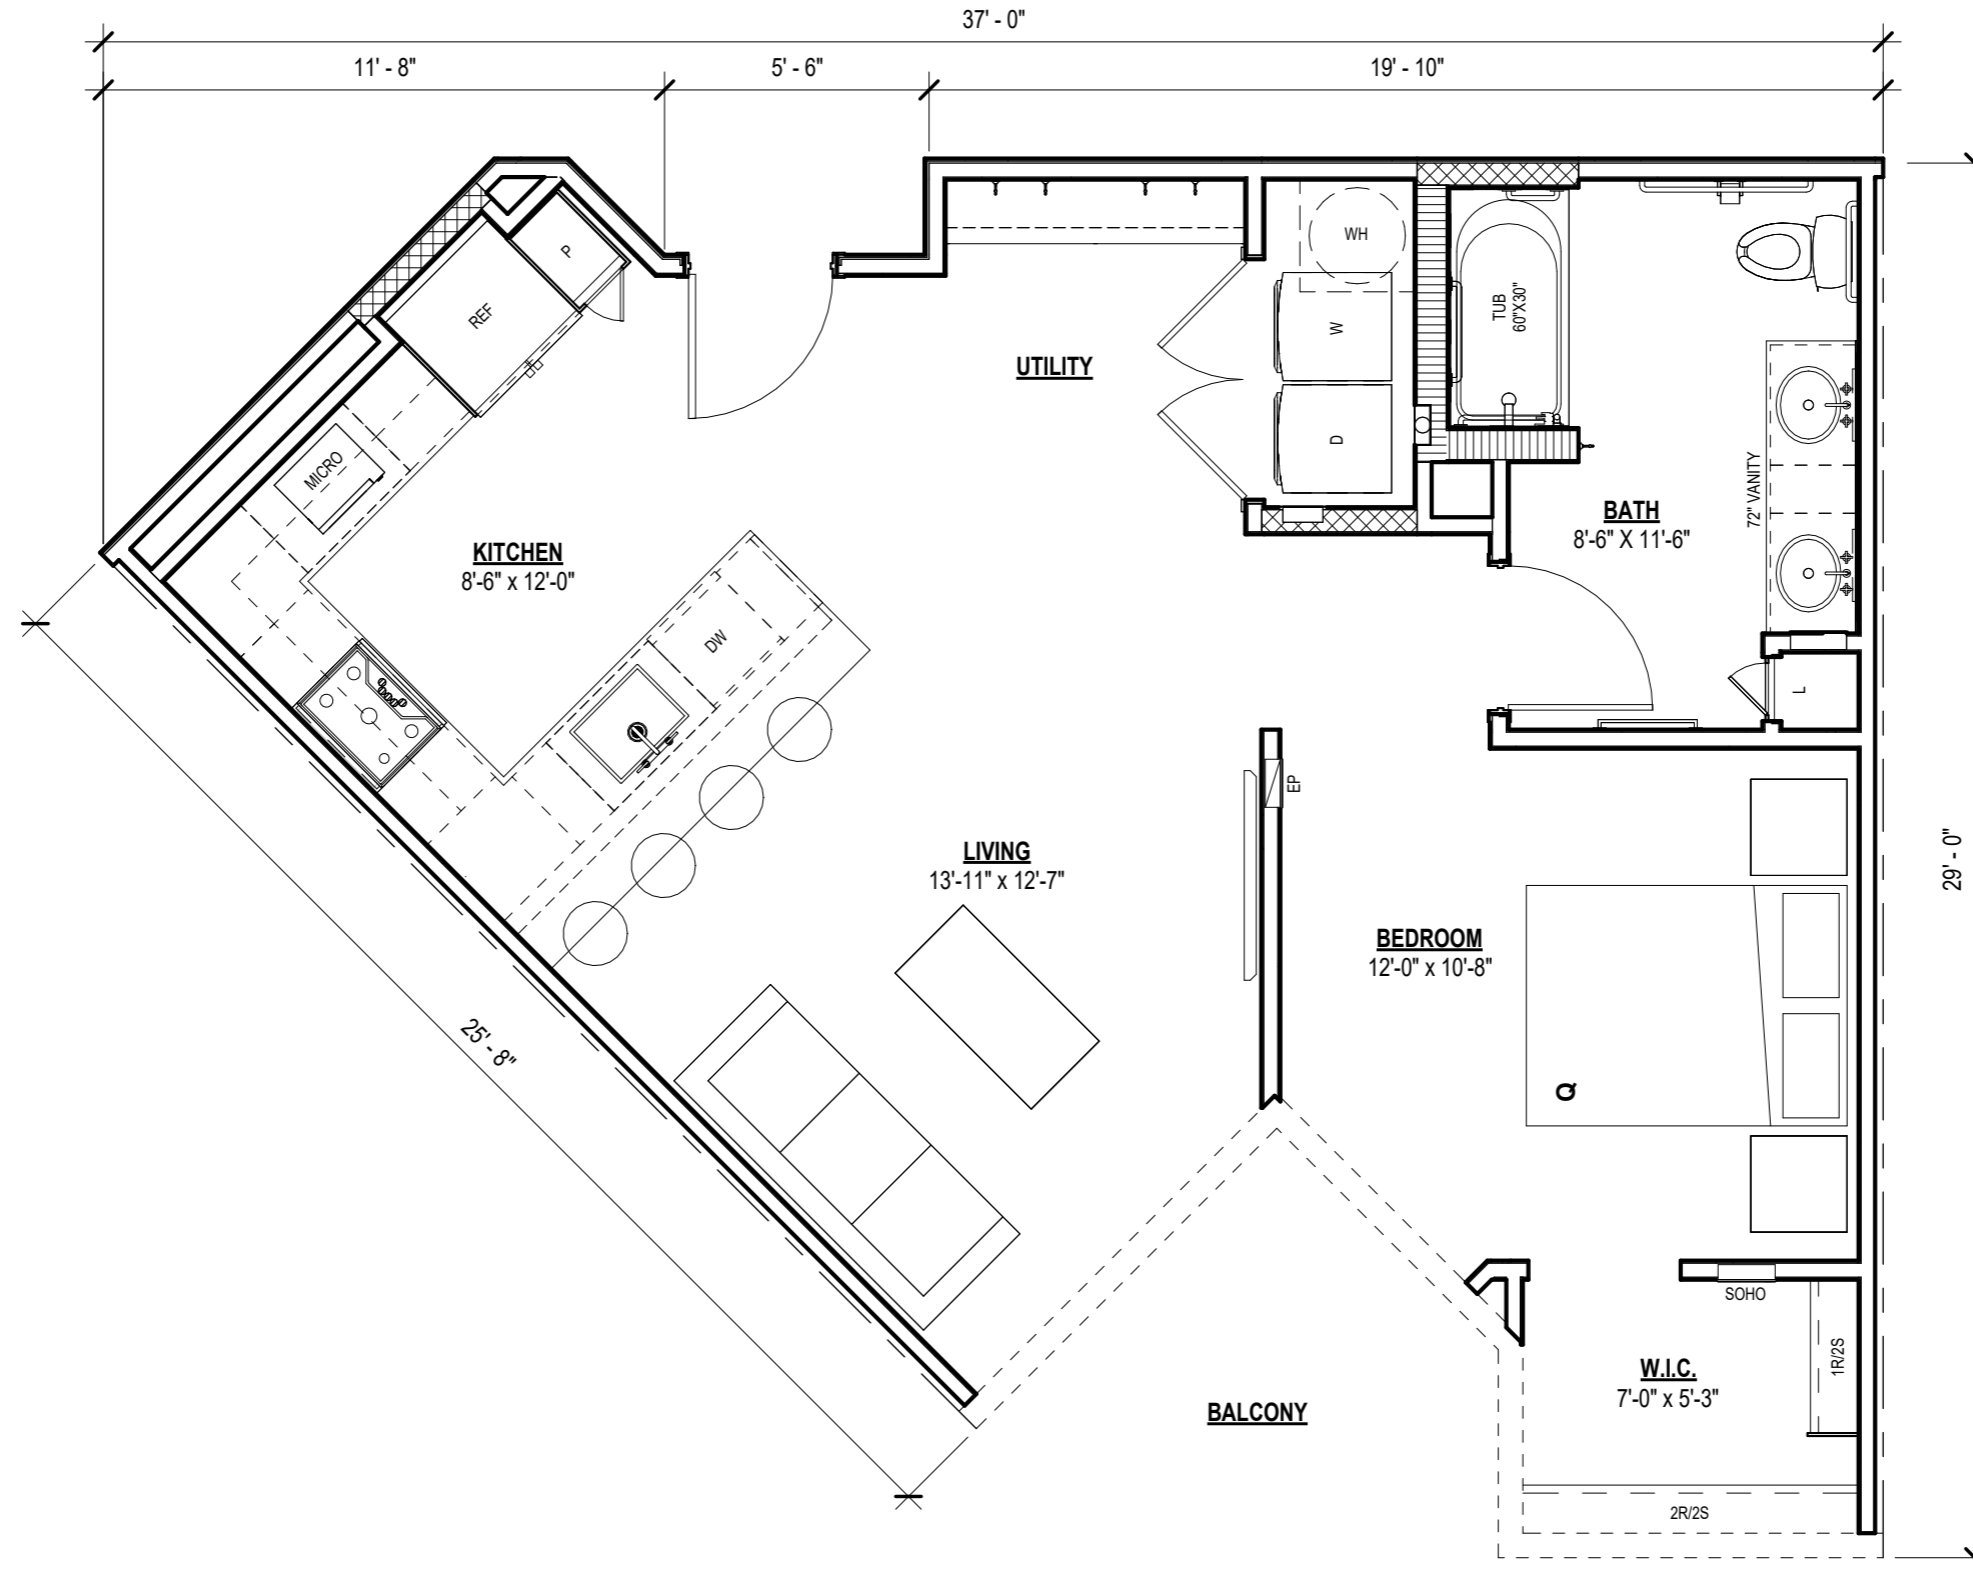 37' - 0"
11' - 8"
5' - 6"
19' - 10"
P
REF
WH
TUB
60"X30"
W
UTILITY
D
MICRO
72" VANITY
BATH
8'-6" X 11'-6"
KITCHEN
8'-6" x 12'-0"
DW
L
EP
LIVING
13'-11" x 12'-7"
29' - 0"
BEDROOM
12'-0" x 10'-8"
25' - 8"
Q
SOHO
1R/2S
W.I.C.
7'-0" x 5'-3"
BALCONY
2R/2S